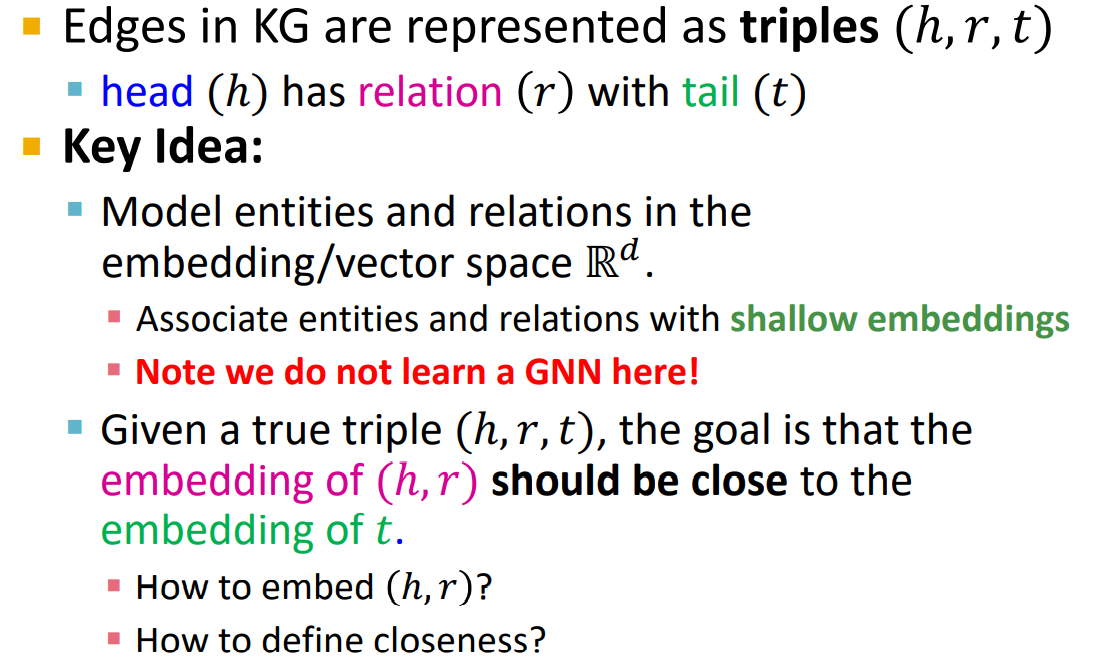 Edges in KG are represented as triples (h, r, t)
head (h) has relation (r) with tail (t)
Key Idea:
Model entities and relations in the
embedding/vector space ℝᵈ.
Associate entities and relations with shallow embeddings
Note we do not learn a GNN here!
Given a true triple (h, r, t), the goal is that the
embedding of (h, r) should be close to the
embedding of t.
How to embed (h, r)?
How to define closeness?